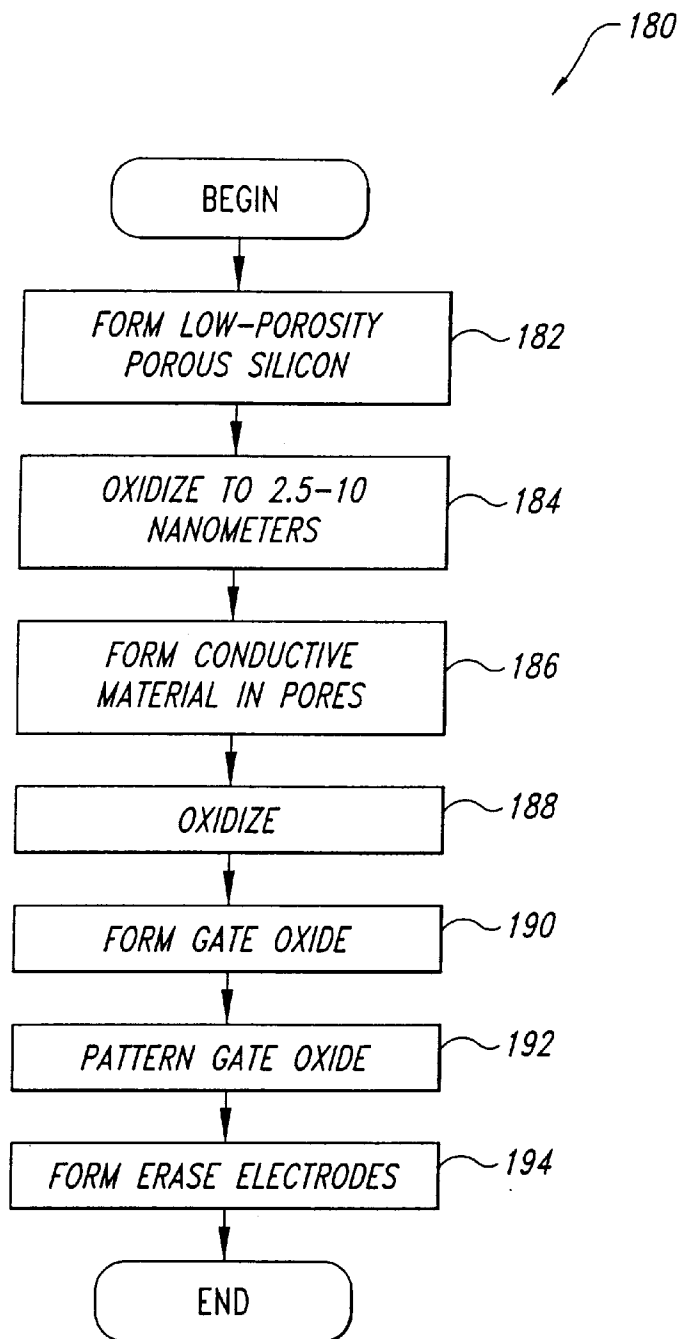 180
BEGIN
FORM LOW-POROSITY
POROUS SILICON
182
OXIDIZE TO 2.5-10
NANOMETERS
184
FORM CONDUCTIVE
MATERIAL IN PORES
186
OXIDIZE
188
FORM GATE OXIDE
190
PATTERN GATE OXIDE
192
FORM ERASE ELECTRODES
194
END